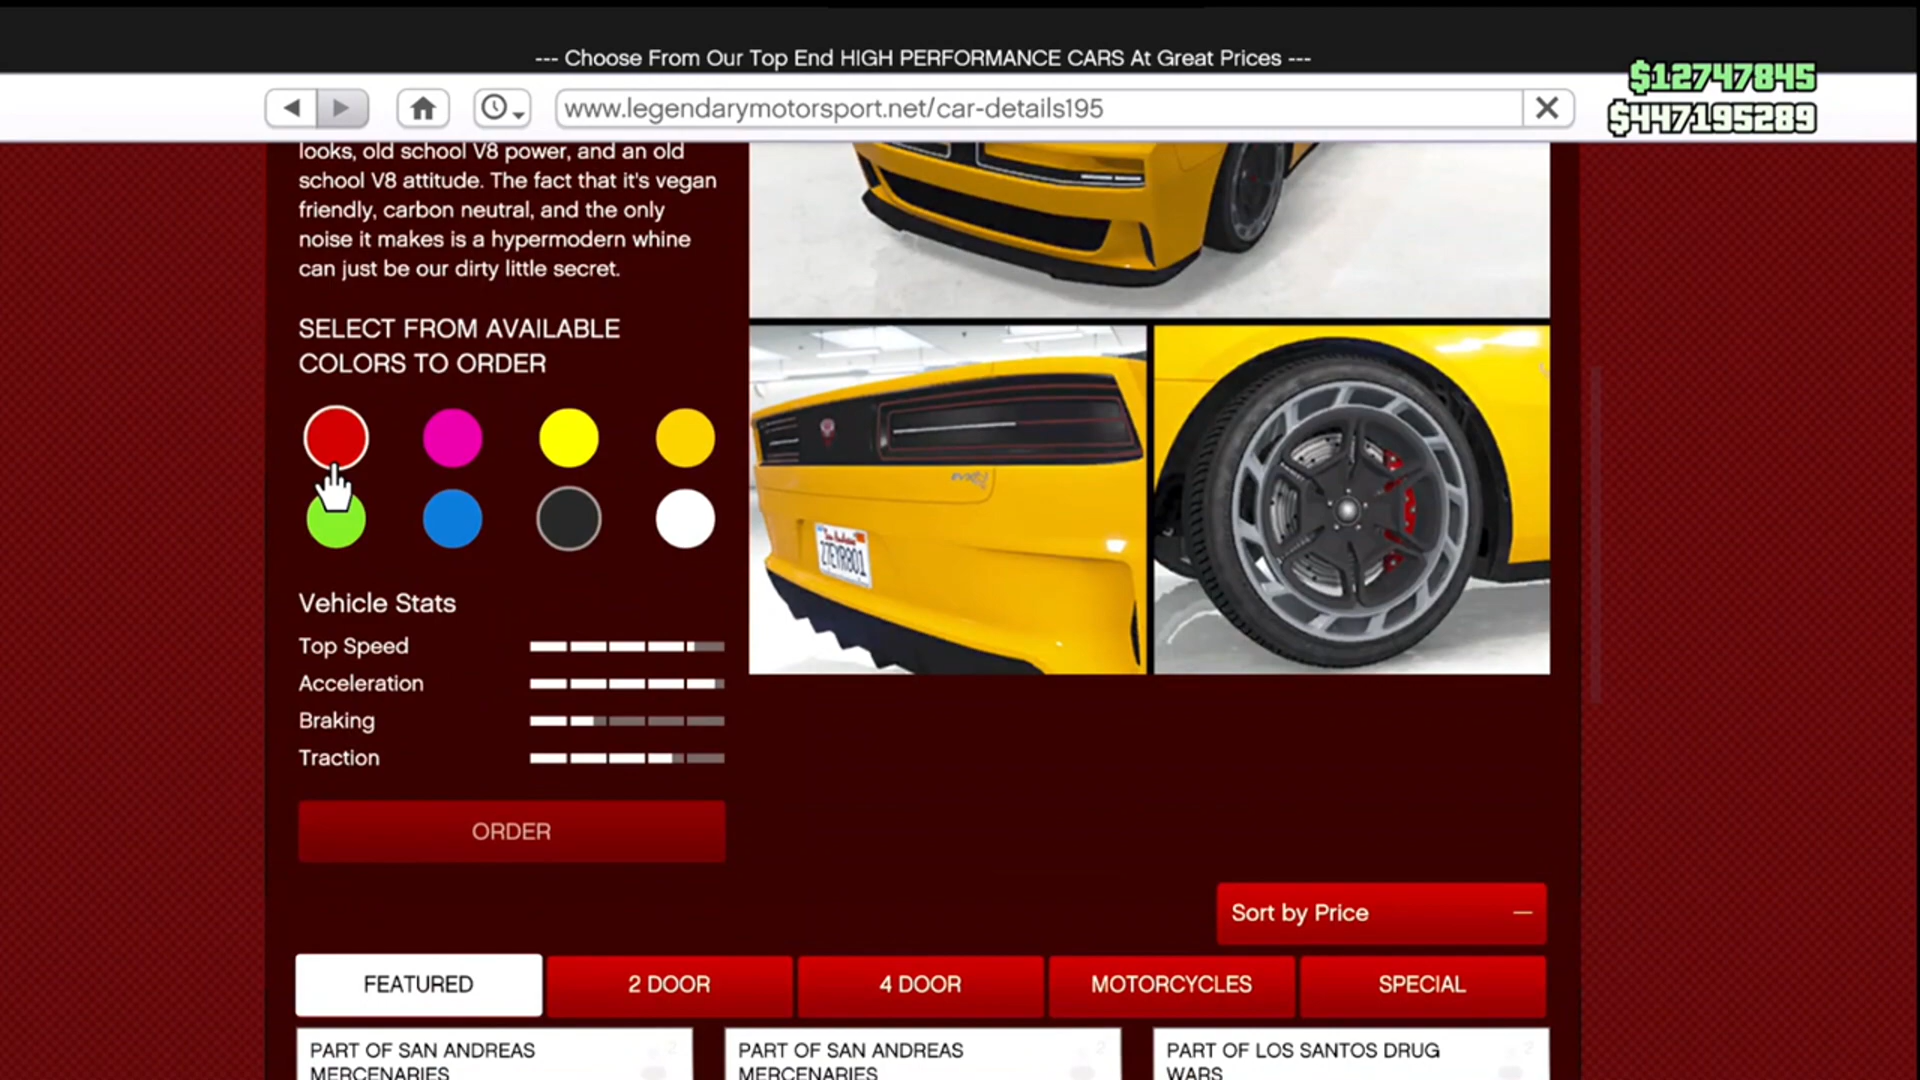 --- Choose From Our Top End HIGH PERFORMANCE CARS At Great Prices ---
$12747845
www.legendarymotorsport.net/car-details195
$447195289
looks, old school V8 power, and an old
school V8 attitude. The fact that it's vegan
friendly, carbon neutral, and the only
noise it makes is a hypermodern whine
can just be our dirty little secret.
SELECT FROM AVAILABLE
COLORS TO ORDER
Vehicle Stats
Top Speed
Acceleration
Braking
Traction
ORDER
Sort by Price
FEATURED
2 DOOR
4 DOOR
MOTORCYCLES
SPECIAL
PART OF SAN ANDREAS
MERCENARIES
PART OF SAN ANDREAS
MERCENARIES
PART OF LOS SANTOS DRUG
WARS